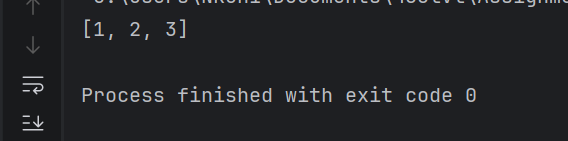 [1, 2, 3]
Process finished with exit code 0